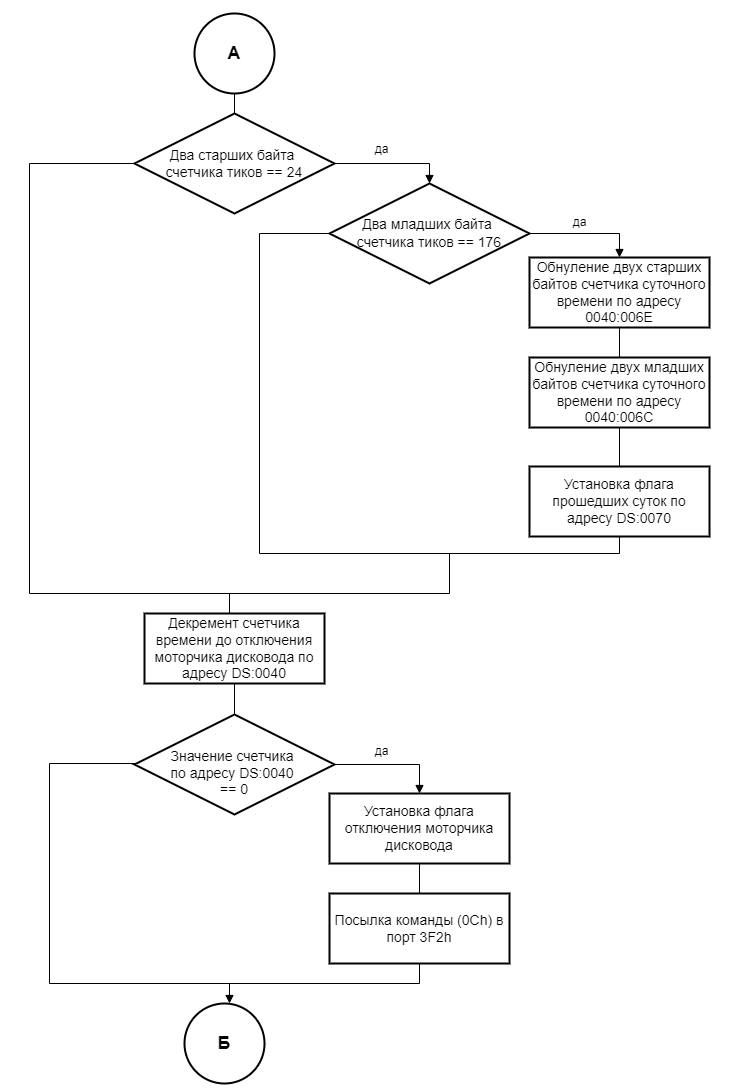 А
Два старших байта
счетчика тиков == 24
да
Два младших байта
счетчика тиков == 176
да
Обнуление двух старших
байтов счетчика суточного
времени по адресу
0040:006E
Обнуление двух младших
байтов счетчика суточного
времени по адресу
0040:006C
Установка флага
прошедших суток по
адресу DS:0070
Декремент счетчика
времени до отключения
моторчика дисковода по
адресу DS:0040
Значение счетчика
по адресу DS:0040
== 0
да
Установка флага
отключения моторчика
дисковода
Посылка команды (0Ch) в
порт 3F2h
Б